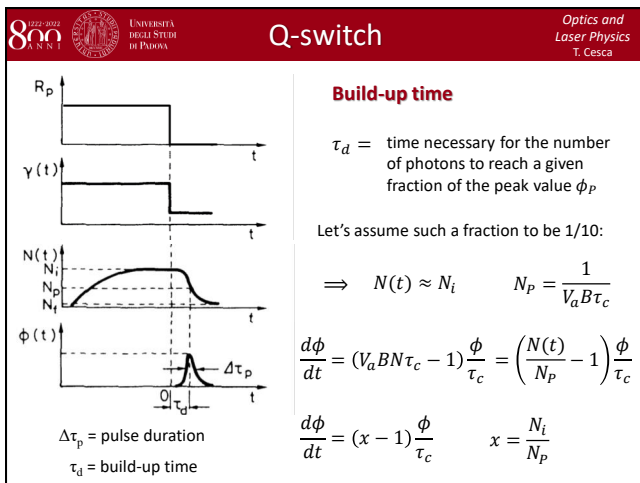 1222·2022
800
ANNI
UNIVERSITÀ
DEGLI STUDI
DI PADOVA
Q-switch
Optics and
Laser Physics
T. Cesca
R_p
t
γ(t)
t
N(t)
N_i
N_p
N_f
t
ϕ(t)
Δτ_p
0
τ_d
t
Δτ_p = pulse duration
τ_d = build-up time
Build-up time
τ_d = time necessary for the number
of photons to reach a given
fraction of the peak value ϕ_P
Let's assume such a fraction to be 1/10:
⟹ N(t) ≈ N_i N_P = 1/(V_a B τ_c)
dϕ/dt = (V_a B N τ_c − 1) ϕ/τ_c = (N(t)/N_P − 1) ϕ/τ_c
dϕ/dt = (x − 1) ϕ/τ_c x = N_i/N_P